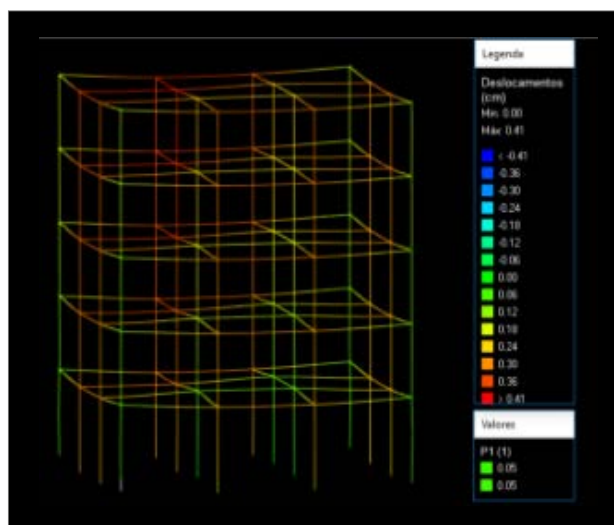 Legenda
Deslocamentos
(cm)
Mín: 0.00
Máx: 0.41
< -0.41
-0.36
-0.30
-0.24
-0.18
-0.12
-0.06
0.00
0.06
0.12
0.18
0.24
0.30
0.36
> 0.41
Valores
P1 (1)
0.05
0.05